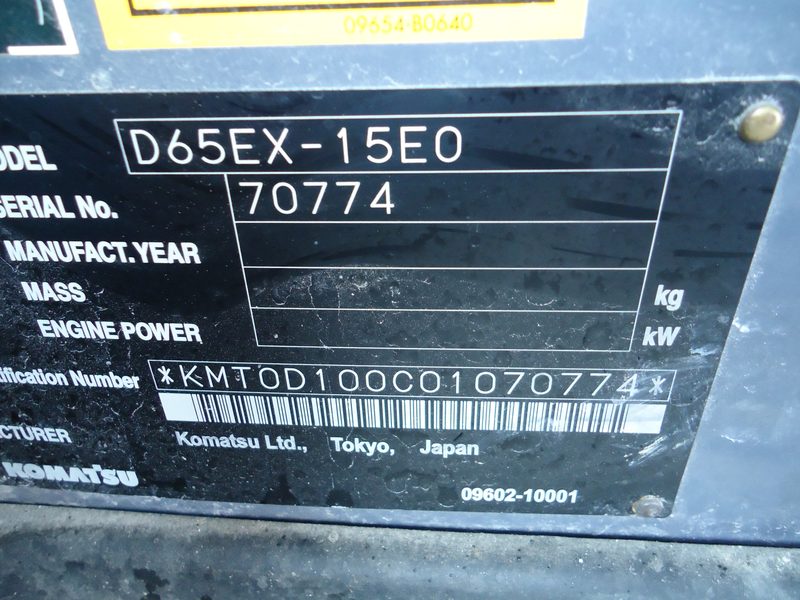 09654-B0640
ODEL D65EX-15E0
SERIAL No. 70774
MANUFACT.YEAR
MASS kg
ENGINE POWER kW
tification Number *KMT0D100C01070774*
ACTURER Komatsu Ltd., Tokyo, Japan
KOMATSU
09602-10001